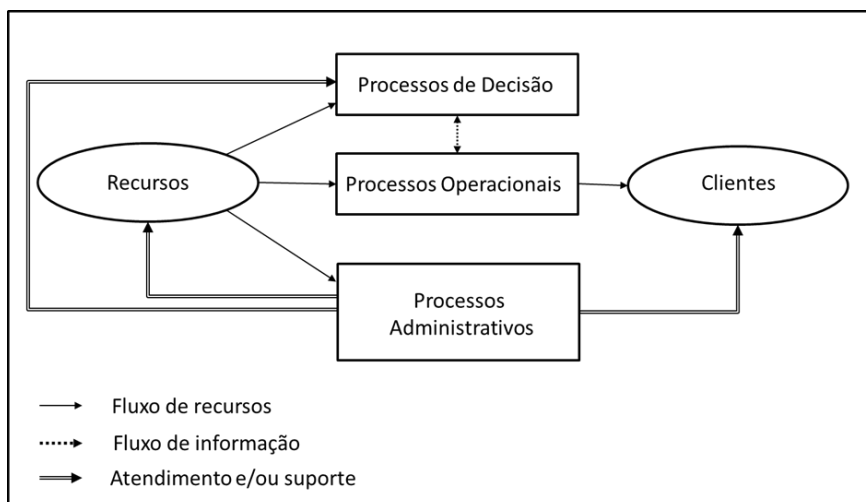 Processos de Decisão
Recursos
Processos Operacionais
Clientes
Processos
Administrativos
Fluxo de recursos
Fluxo de informação
Atendimento e/ou suporte